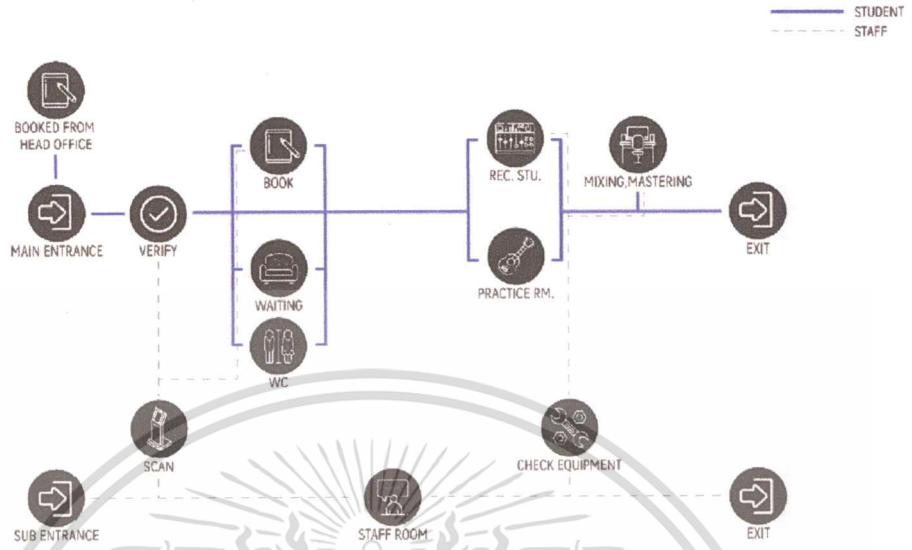 STUDENT
STAFF
BOOKED FROM
HEAD OFFICE
BOOK
REC. STU.
MIXING,MASTERING
MAIN ENTRANCE
VERIFY
EXIT
WAITING
PRACTICE RM.
WC
SCAN
CHECK EQUIPMENT
SUB ENTRANCE
STAFF ROOM
EXIT